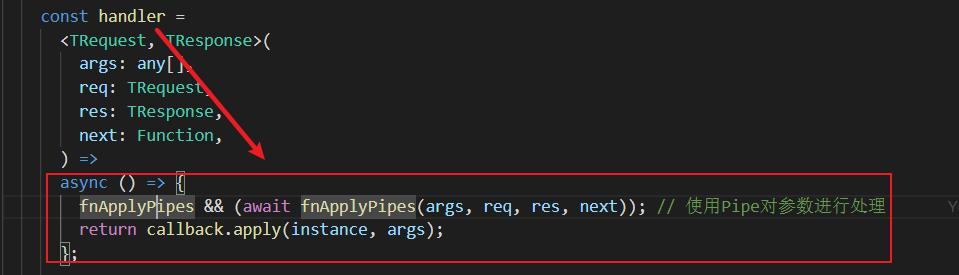 const handler =
<TRequest, TResponse>(
args: any[],
req: TRequest,
res: TResponse,
next: Function,
) =>
async () => {
fnApplyPipes && (await fnApplyPipes(args, req, res, next)); // 使用Pipe对参数进行处理
return callback.apply(instance, args);
};